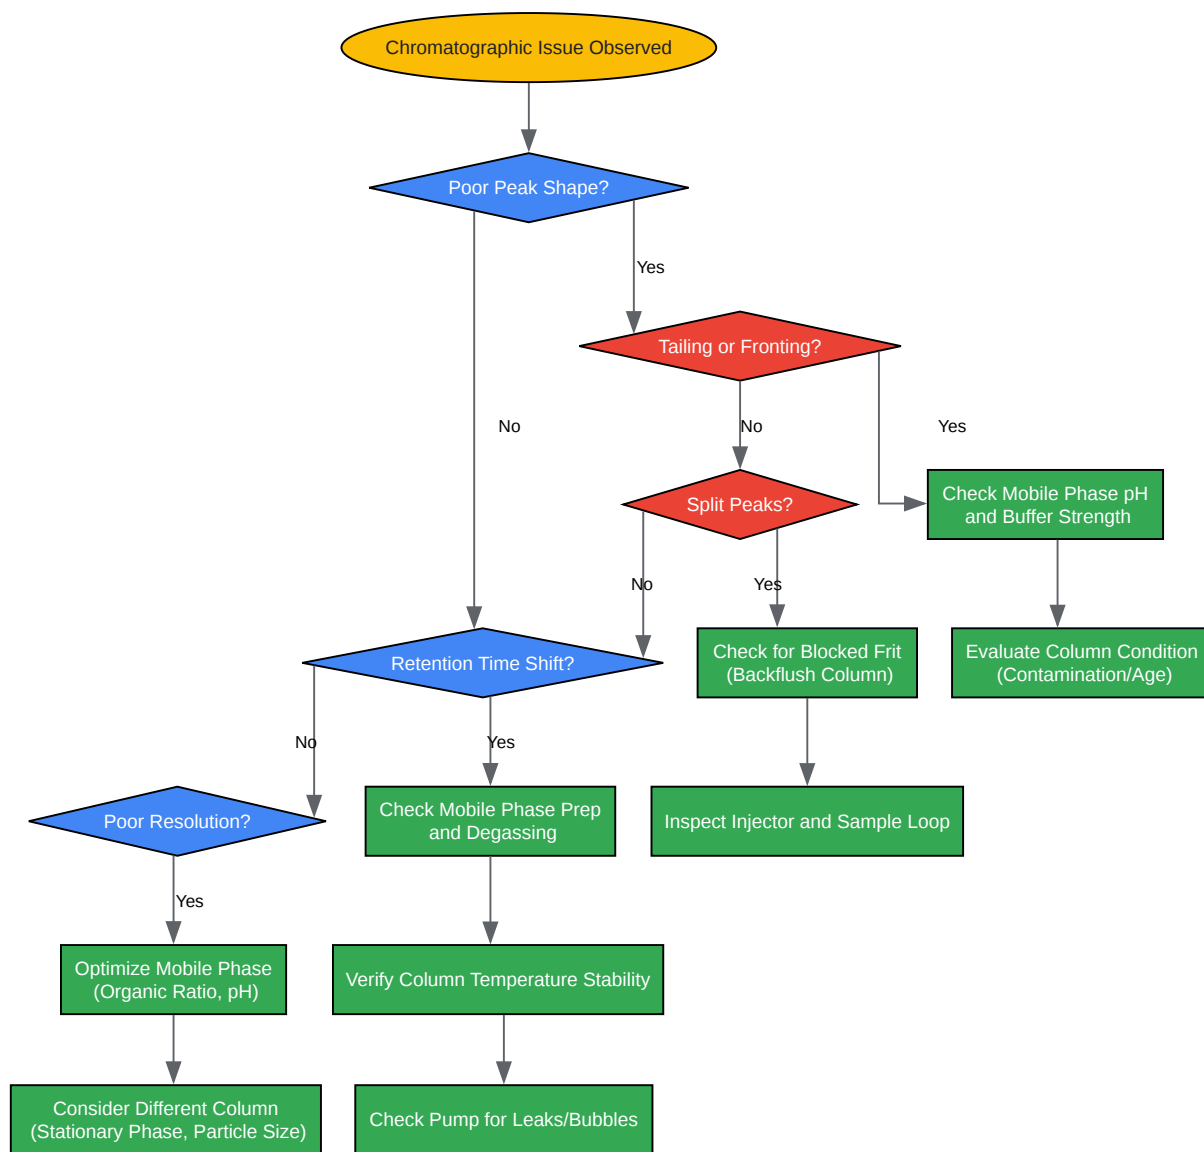 Chromatographic Issue Observed
Poor Peak Shape?
Yes
Tailing or Fronting?
No
No
Yes
Check Mobile Phase pH
and Buffer Strength
Split Peaks?
No
Yes
Retention Time Shift?
Check for Blocked Frit
(Backflush Column)
Evaluate Column Condition
(Contamination/Age)
No
Yes
Poor Resolution?
Check Mobile Phase Prep
and Degassing
Inspect Injector and Sample Loop
Yes
Optimize Mobile Phase
(Organic Ratio, pH)
Verify Column Temperature Stability
Consider Different Column
(Stationary Phase, Particle Size)
Check Pump for Leaks/Bubbles